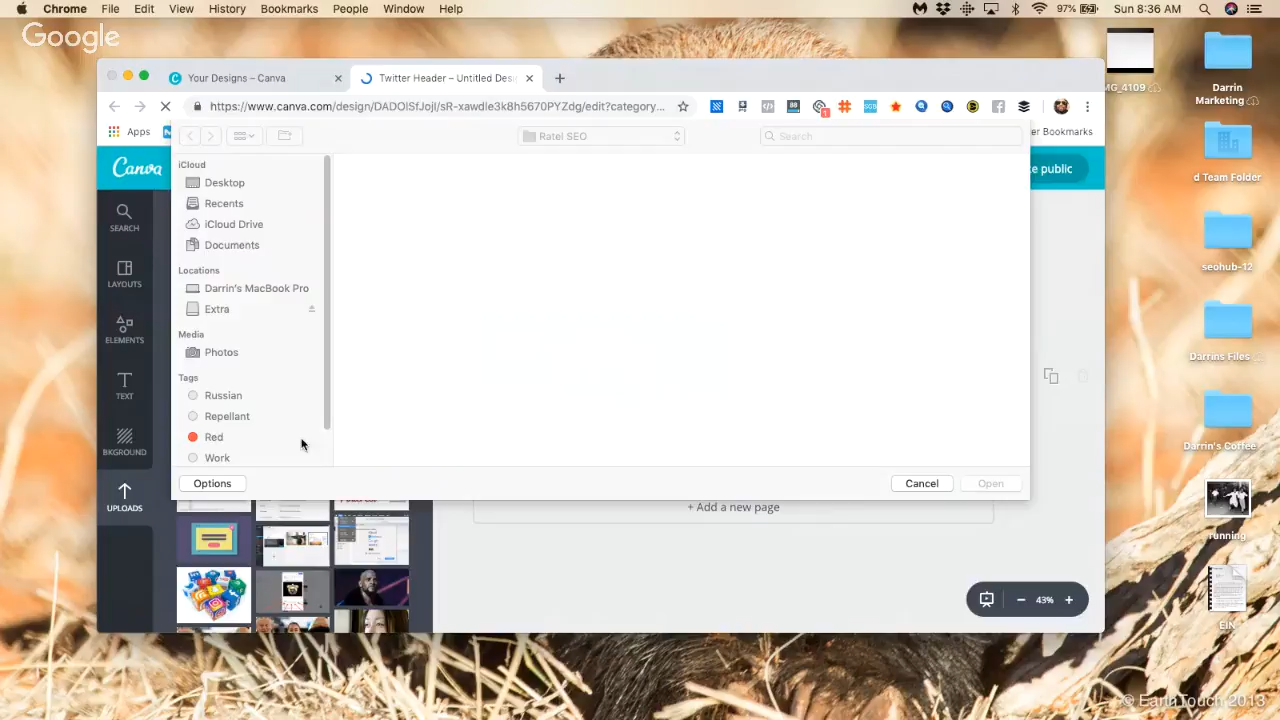 Chrome File Edit View History Bookmarks People Window Help 97% Sun 8:36 AM
Google
Your Designs – Canva
Twitter Header – Untitled Desi
https://www.canva.com/design/DADOlSfJojI/sR-xawdle3k8h5670PYZdg/edit?category...
Apps
er Bookmarks
Ratel SEO
Search
Canva
e public
SEARCH
LAYOUTS
ELEMENTS
TEXT
BKGROUND
UPLOADS
iCloud
Desktop
Recents
iCloud Drive
Documents
Locations
Darrin's MacBook Pro
Extra
Media
Photos
Tags
Russian
Repellant
Red
Work
Options
Cancel
Open
+ Add a new page
43%
MG_4109
Darrin
Marketing
d Team Folder
seohub-12
Darrins Files
Darrin's Coffee
running
EIN
© EarthTouch 2013